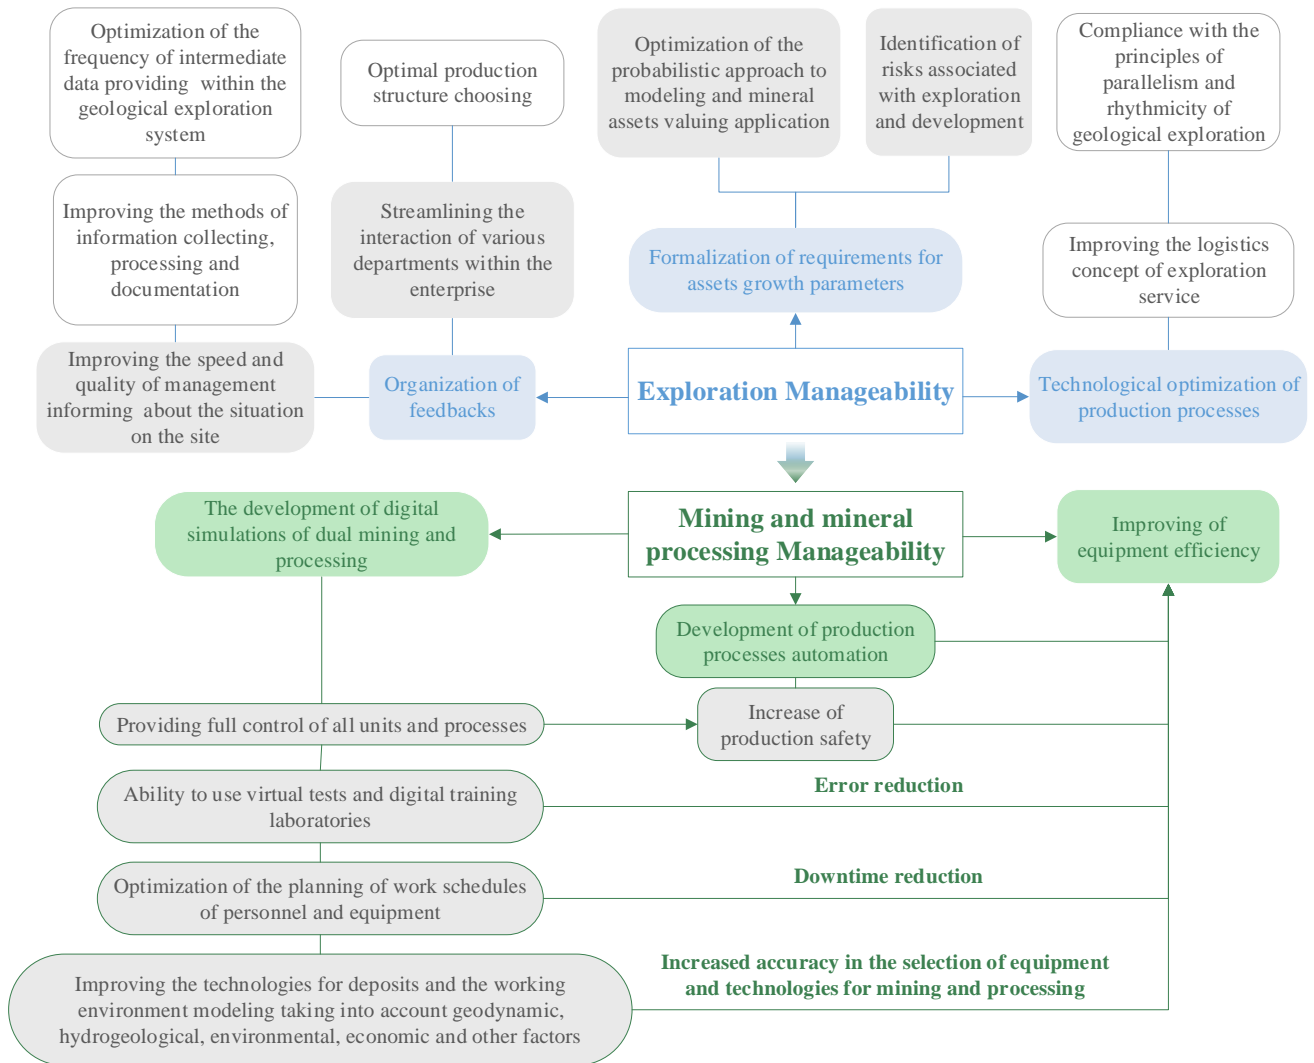 Optimization of the
frequency of intermediate
data providing within the
geological exploration
system
Optimal production
structure choosing
Optimization of the
probabilistic approach to
modeling and mineral
assets valuing application
Identification of
risks associated
with exploration
and development
Compliance with the
principles of
parallelism and
rhythmicity of
geological exploration
Improving the methods of
information collecting,
processing and
documentation
Streamlining the
interaction of various
departments within the
enterprise
Formalization of requirements for
assets growth parameters
Improving the logistics
concept of exploration
service
Improving the speed and
quality of management
informing about the situation
on the site
Organization of
feedbacks
Exploration Manageability
Technological optimization of
production processes
The development of digital
simulations of dual mining and
processing
Mining and mineral
processing Manageability
Improving of
equipment efficiency
Development of production
processes automation
Providing full control of all units and processes
Increase of
production safety
Ability to use virtual tests and digital training
laboratories
Error reduction
Optimization of the planning of work schedules
of personnel and equipment
Downtime reduction
Improving the technologies for deposits and the working
environment modeling taking into account geodynamic,
hydrogeological, environmental, economic and other factors
Increased accuracy in the selection of equipment
and technologies for mining and processing